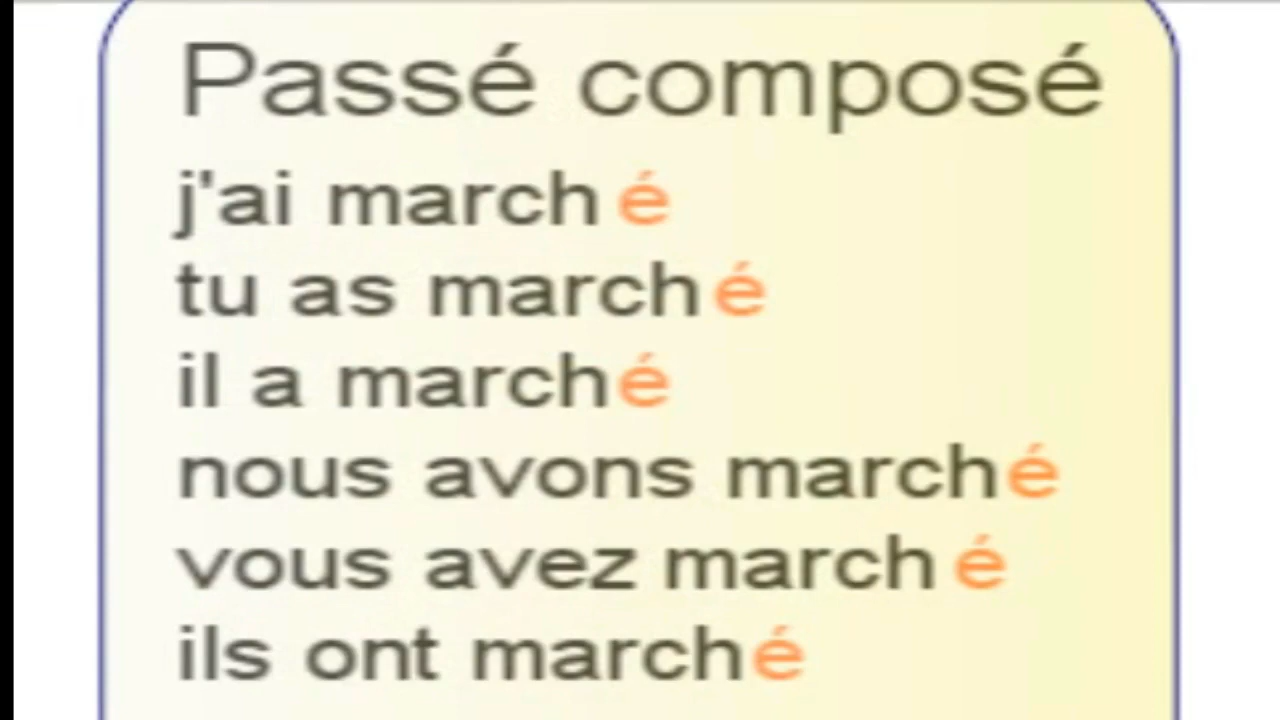 Passé composé
j'ai marché
tu as marché
il a marché
nous avons marché
vous avez marché
ils ont marché